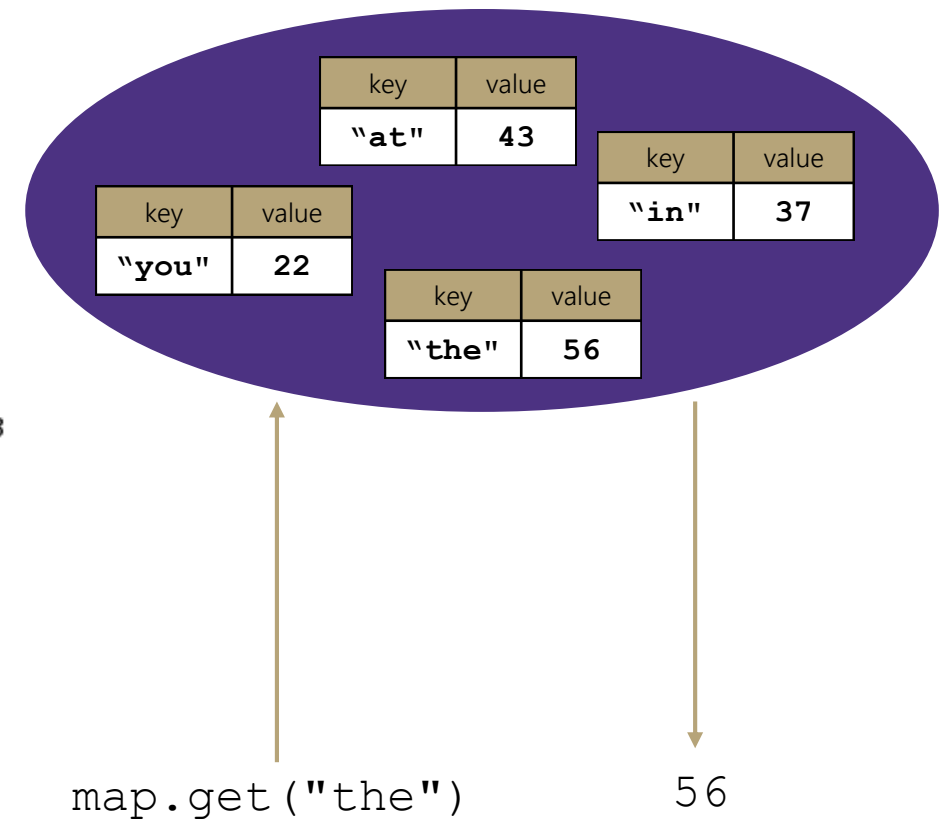 key value
“at" 43
key value
“in" 37
key value
“you" 22
key value
“the" 56
map.get("the") 56